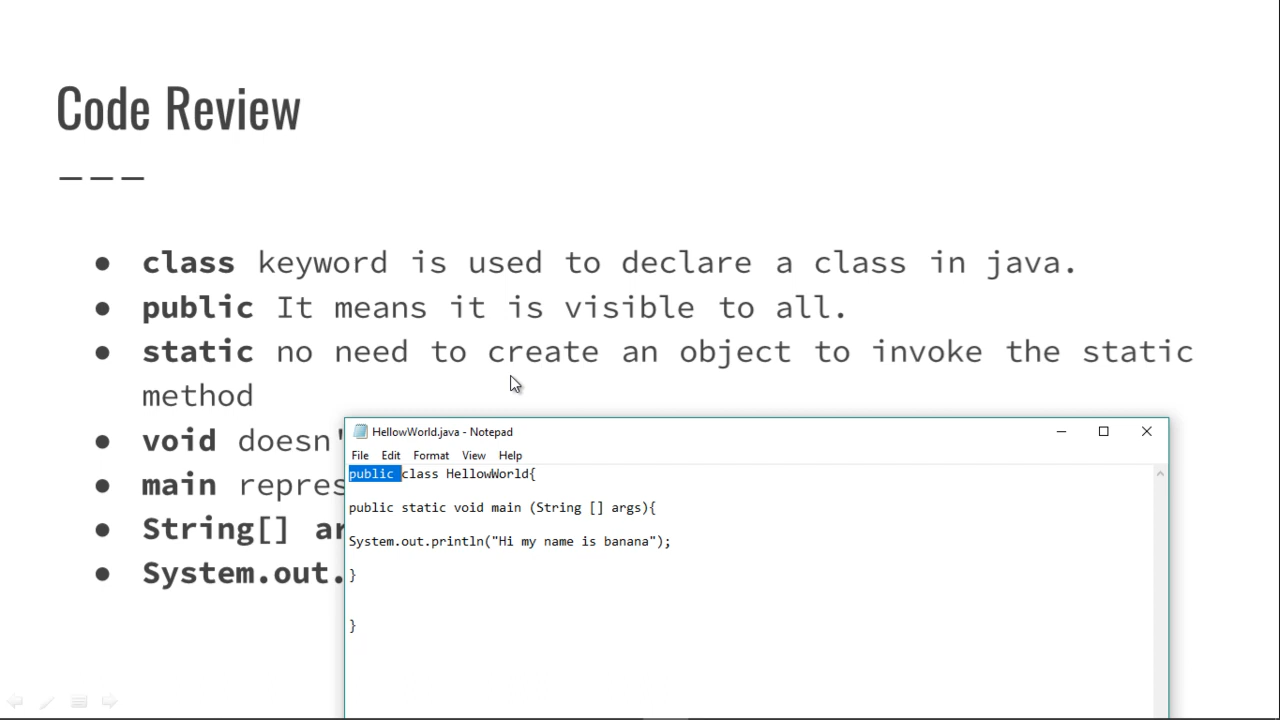 Code Review
● class keyword is used to declare a class in java.
● public It means it is visible to all.
● static no need to create an object to invoke the static
method
● void doesn'
● main repres
● String[] ar
● System.out.
HellowWorld.java - Notepad
File Edit Format View Help
public class HellowWorld{
public static void main (String [] args){
System.out.println("Hi my name is banana");
}
}